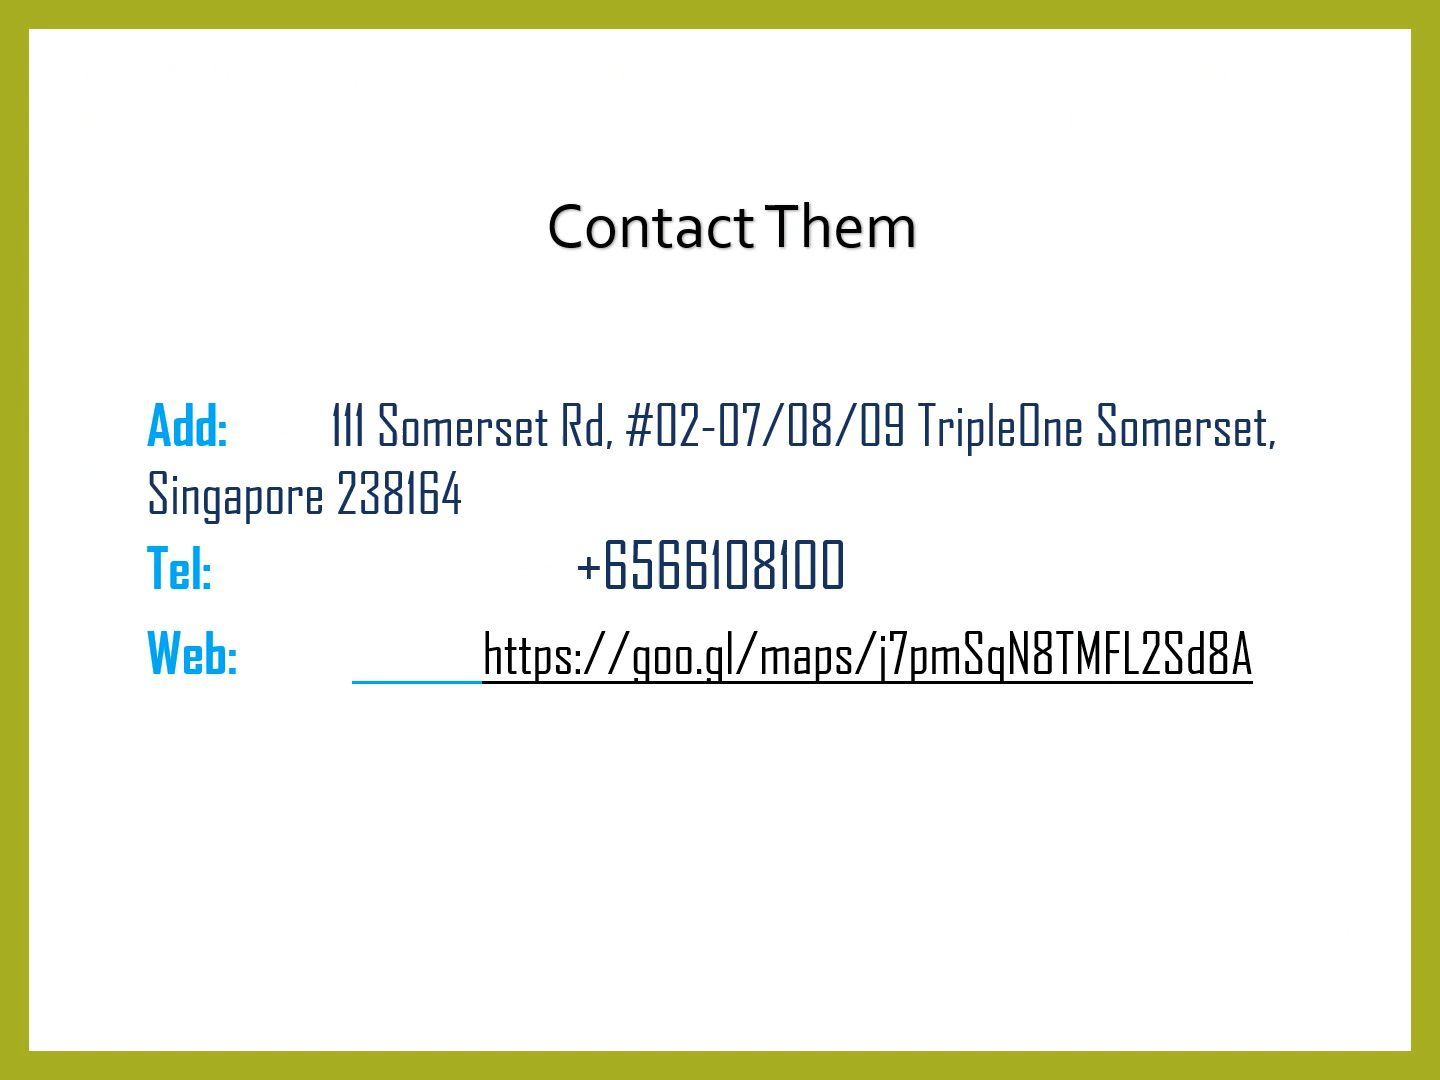 Contact Them
Add: 111 Somerset Rd, #02-07/08/09 TripleOne Somerset,
Singapore 238164
Tel: +6566108100
Web: https://goo.gl/maps/j7pmSqN8TMFL2Sd8A